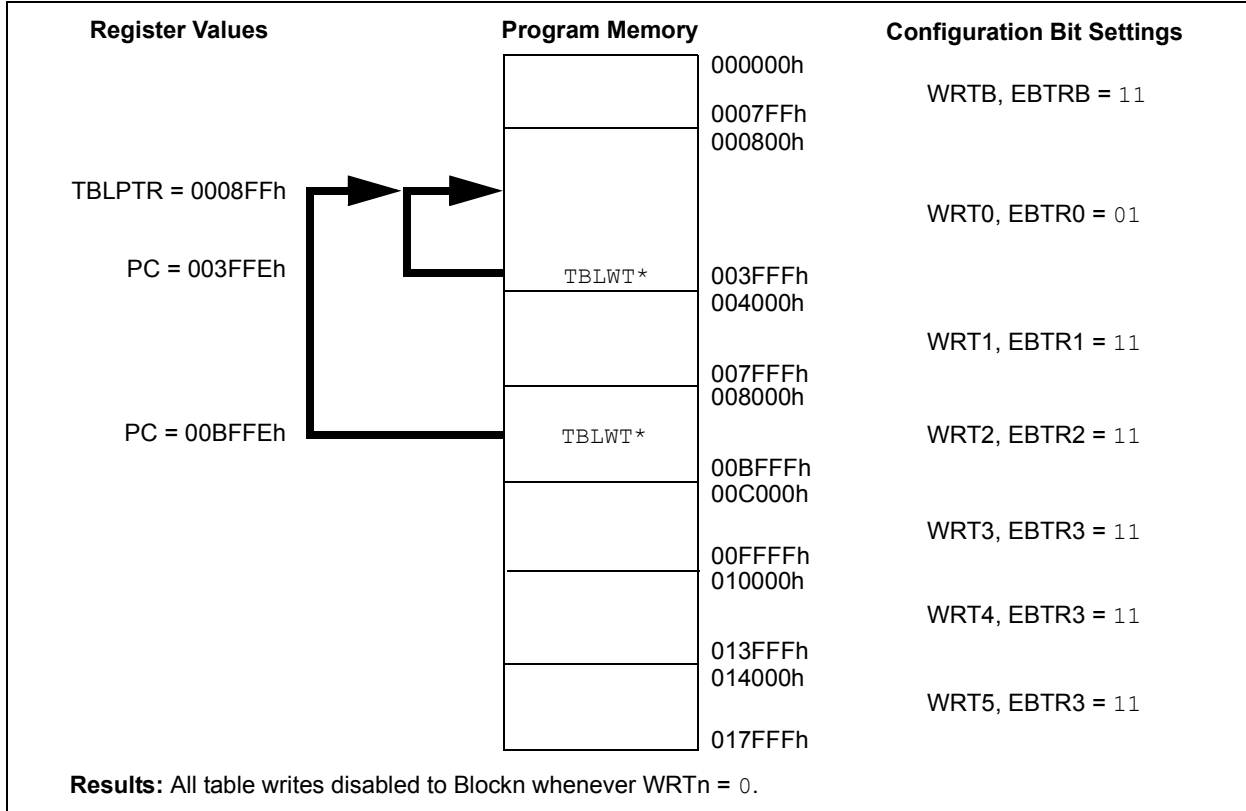 Register Values Program Memory Configuration Bit Settings
000000h
WRTB, EBTRB = 11
0007FFh
000800h
TBLPTR = 0008FFh
WRT0, EBTR0 = 01
PC = 003FFEh TBLWT* 003FFFh
004000h
WRT1, EBTR1 = 11
007FFFh
008000h
PC = 00BFFEh TBLWT* WRT2, EBTR2 = 11
00BFFFh
00C000h
WRT3, EBTR3 = 11
00FFFFh
010000h
WRT4, EBTR3 = 11
013FFFh
014000h
WRT5, EBTR3 = 11
017FFFh
Results: All table writes disabled to Blockn whenever WRTn = 0.